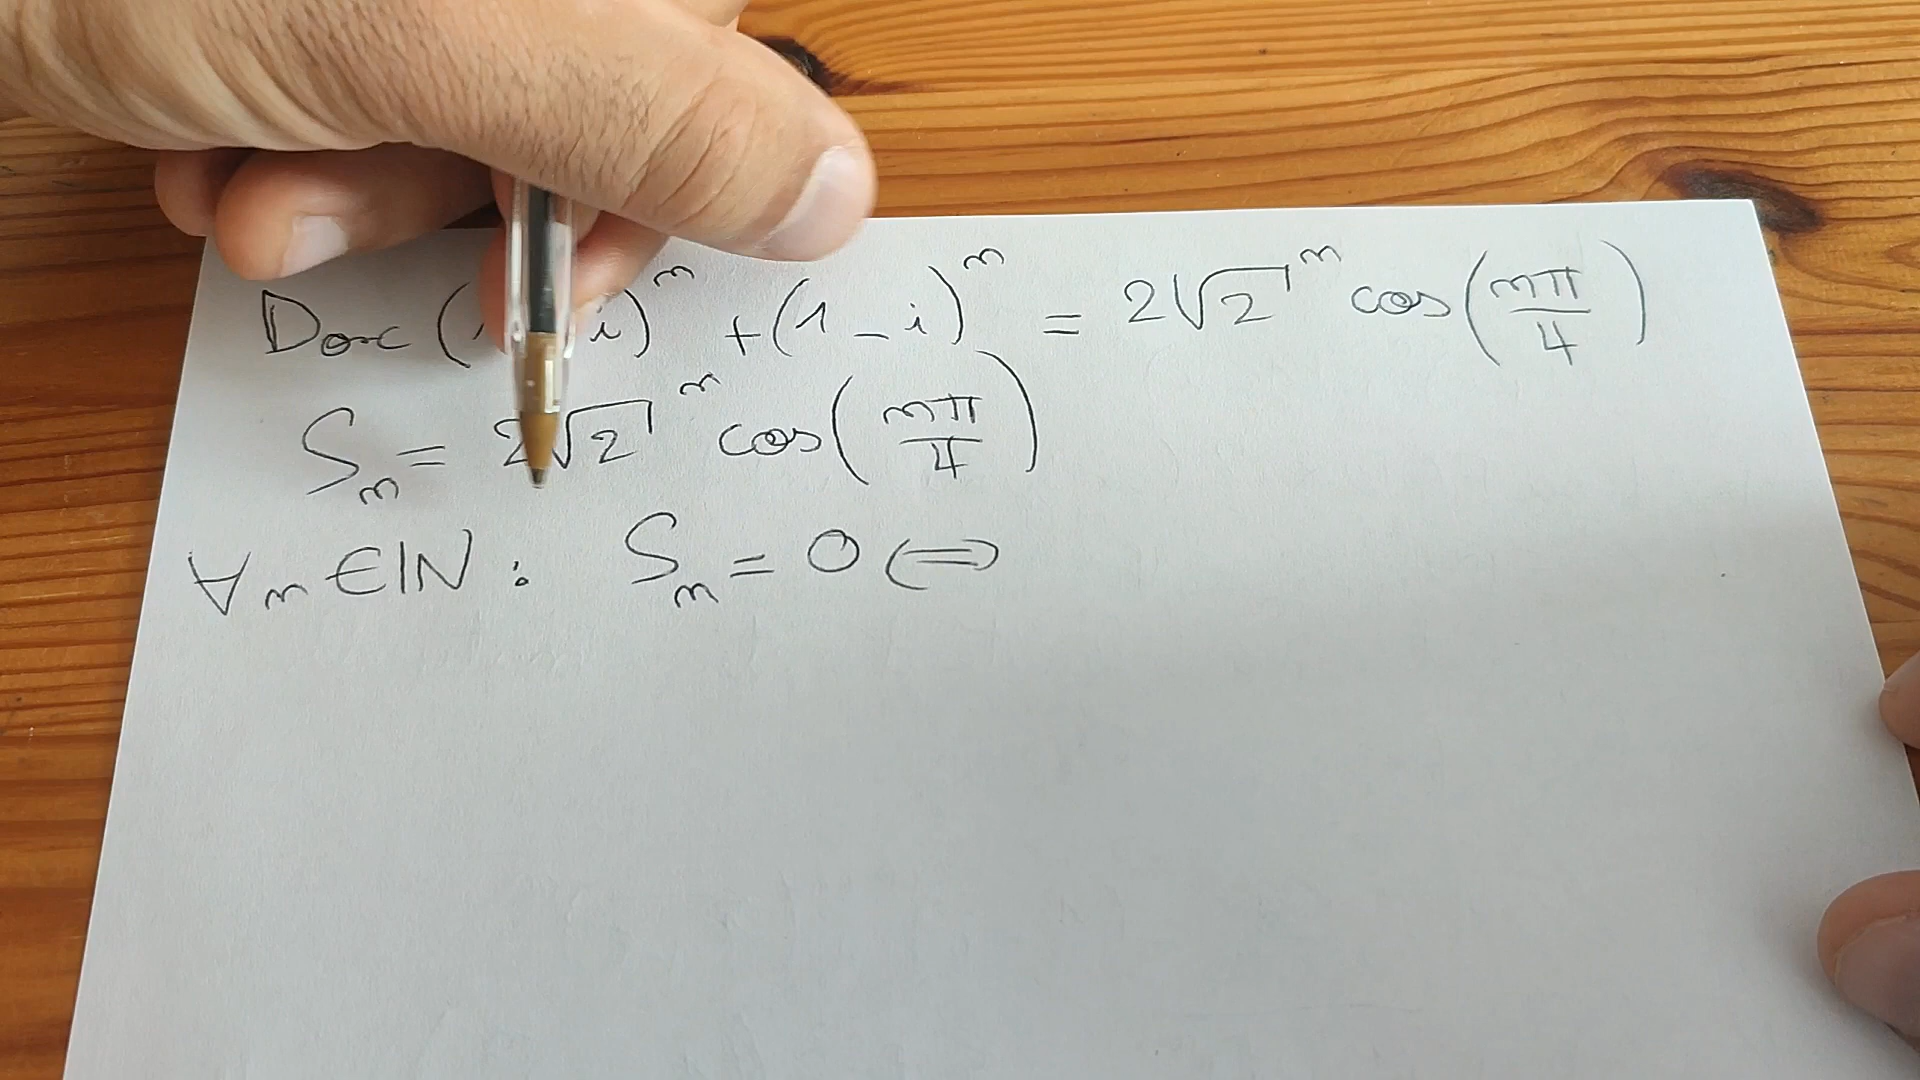 Donc ( i)^n + (1 - i)^n = 2√2^n cos(nπ/4)
S_n = 2√2^n cos(nπ/4)
∀n ∈ ℕ : S_n = 0 ⟺